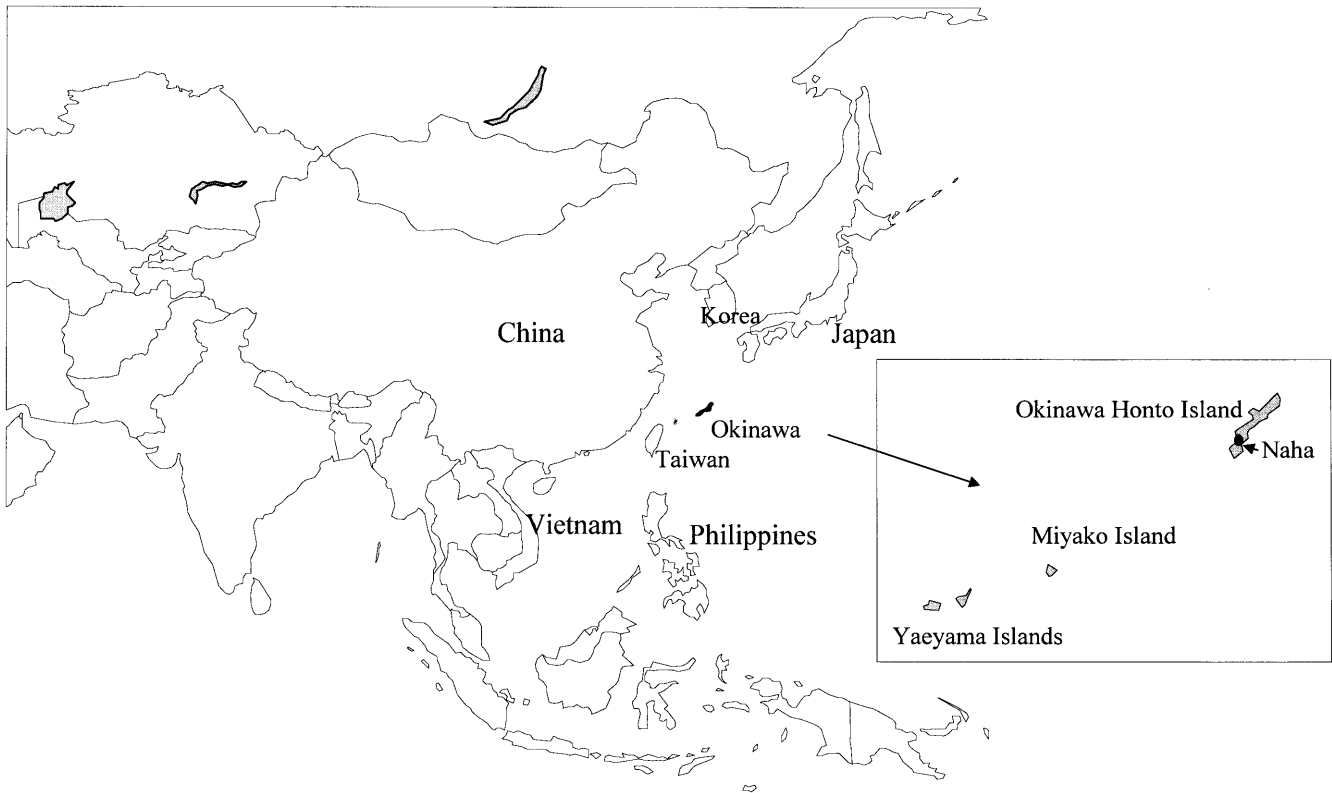 China
Korea
Japan
Okinawa
Taiwan
Vietnam
Philippines
Okinawa Honto Island
Naha
Miyako Island
Yaeyama Islands